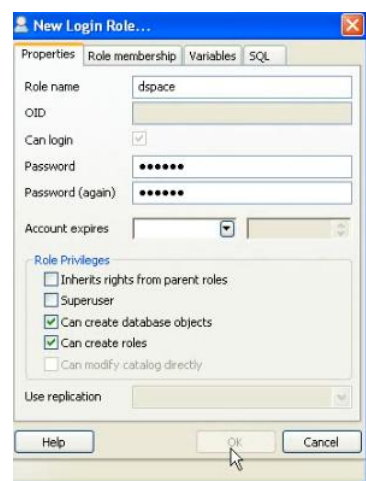 New Login Role...
Properties Role membership Variables SQL
Role name dspace
OID
Can login
Password ••••••
Password (again) ••••••
Account expires
Role Privileges
Inherits rights from parent roles
Superuser
Can create database objects
Can create roles
Can modify catalog directly
Use replication
Help OK Cancel